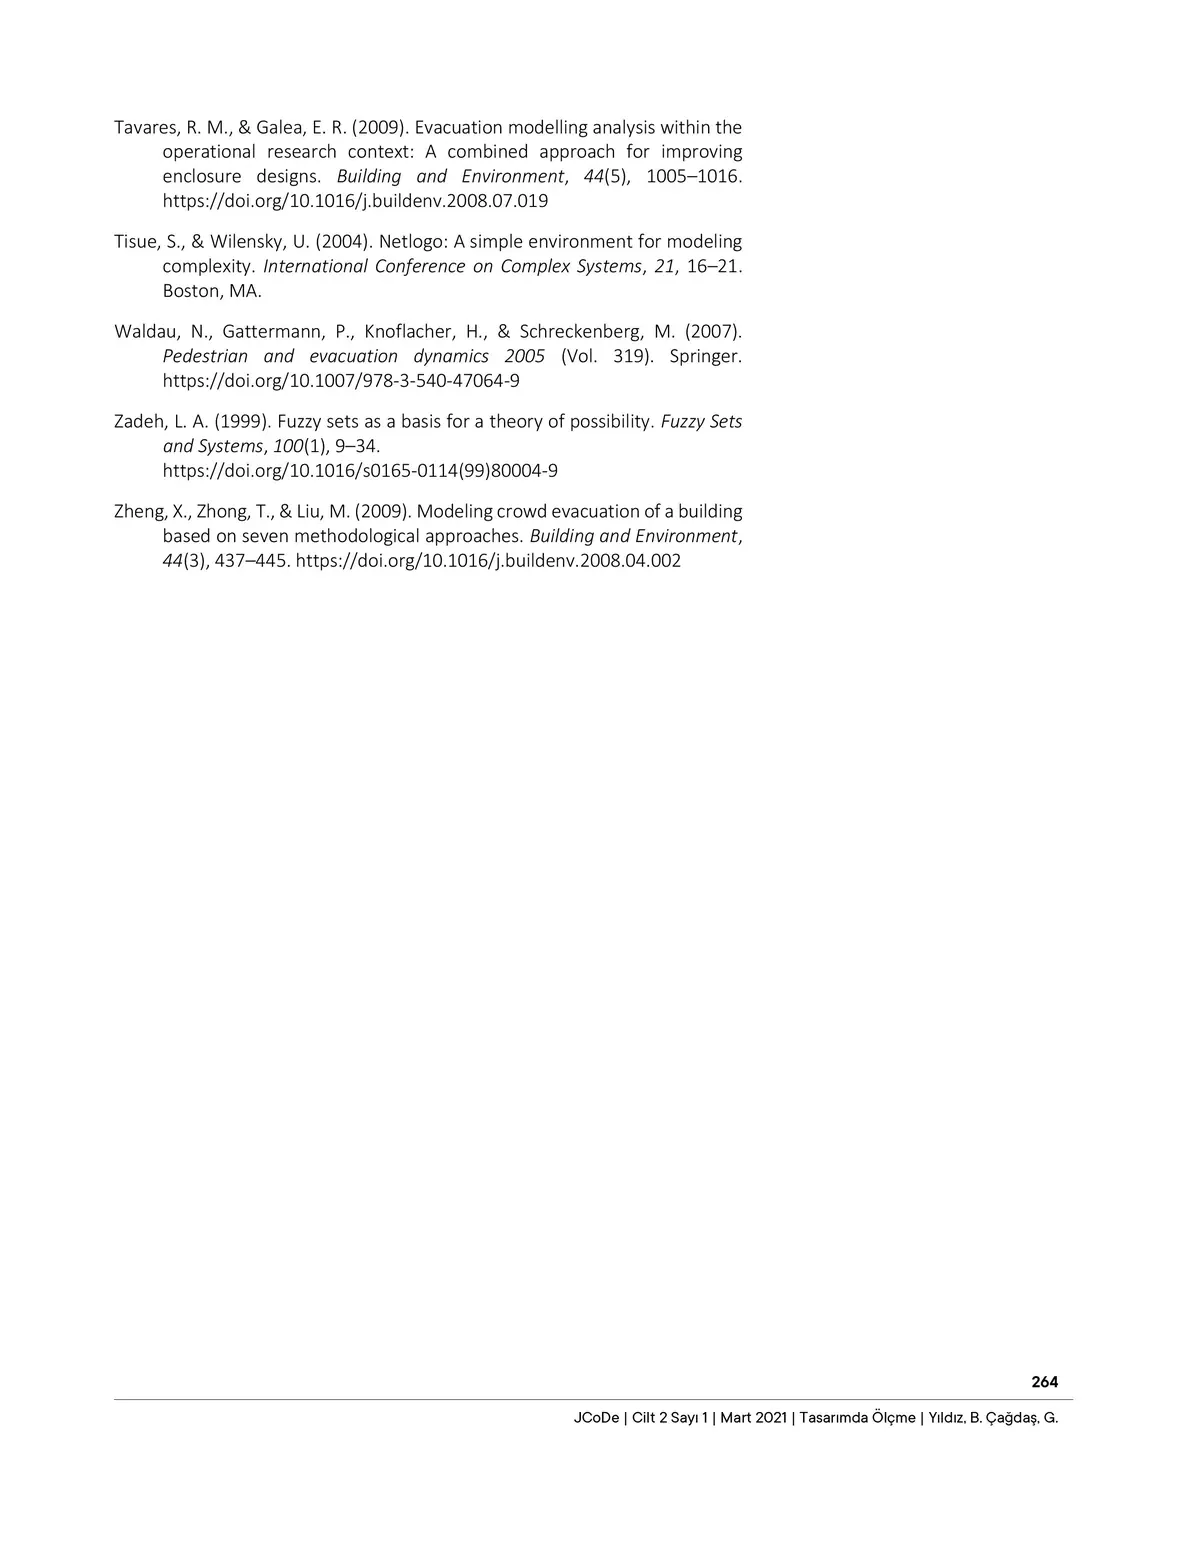 Tavares, R. M., & Galea, E. R. (2009). Evacuation modelling analysis within the
operational research context: A combined approach for improving
enclosure designs. Building and Environment, 44(5), 1005–1016.
https://doi.org/10.1016/j.buildenv.2008.07.019
Tisue, S., & Wilensky, U. (2004). Netlogo: A simple environment for modeling
complexity. International Conference on Complex Systems, 21, 16–21.
Boston, MA.
Waldau, N., Gattermann, P., Knoflacher, H., & Schreckenberg, M. (2007).
Pedestrian and evacuation dynamics 2005 (Vol. 319). Springer.
https://doi.org/10.1007/978-3-540-47064-9
Zadeh, L. A. (1999). Fuzzy sets as a basis for a theory of possibility. Fuzzy Sets
and Systems, 100(1), 9–34.
https://doi.org/10.1016/s0165-0114(99)80004-9
Zheng, X., Zhong, T., & Liu, M. (2009). Modeling crowd evacuation of a building
based on seven methodological approaches. Building and Environment,
44(3), 437–445. https://doi.org/10.1016/j.buildenv.2008.04.002
264
JCoDe | Cilt 2 Sayı 1 | Mart 2021 | Tasarımda Ölçme | Yıldız, B. Çağdaş, G.